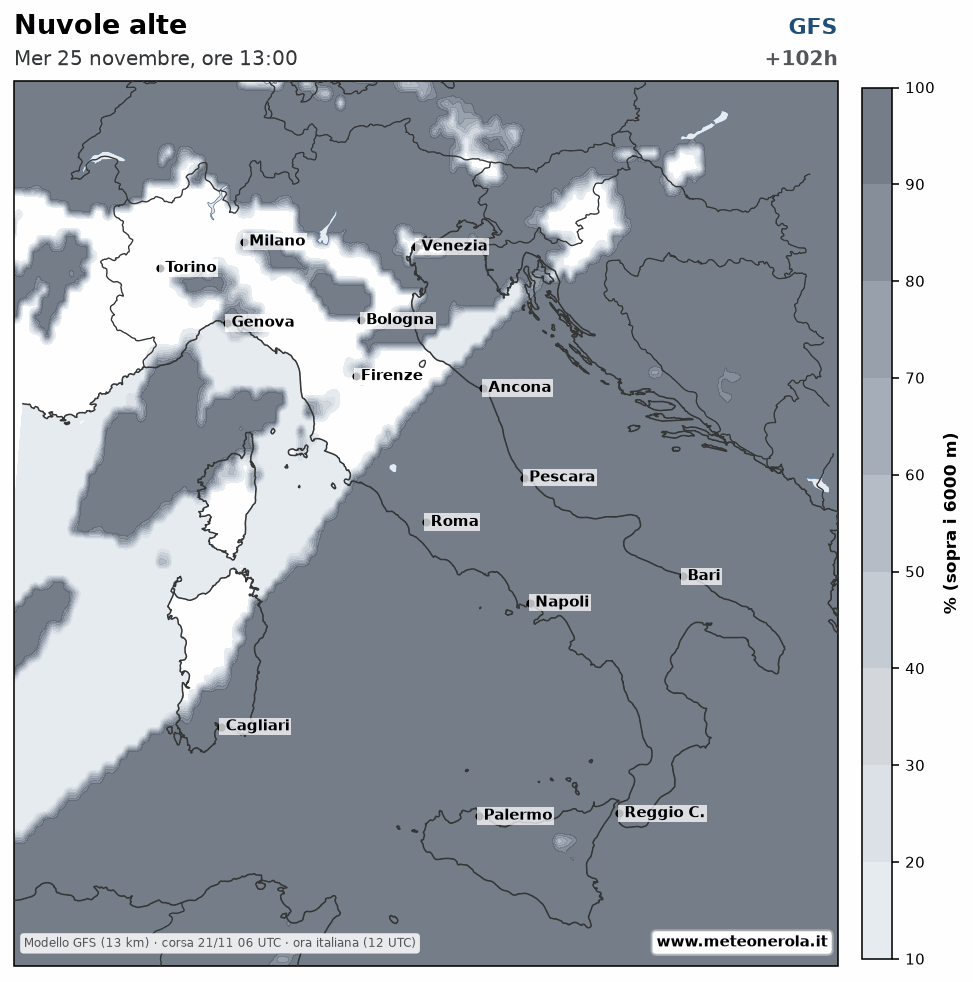 Nuvole alte
GFS
Mer 25 novembre, ore 13:00
+102h
Milano
Venezia
Torino
Genova
Bologna
Firenze
Ancona
Pescara
Roma
Bari
Napoli
Cagliari
Palermo
Reggio C.
100
90
80
70
60
50
40
30
20
10
% (sopra i 6000 m)
Modello GFS (13 km) · corsa 21/11 06 UTC · ora italiana (12 UTC)
www.meteonerola.it